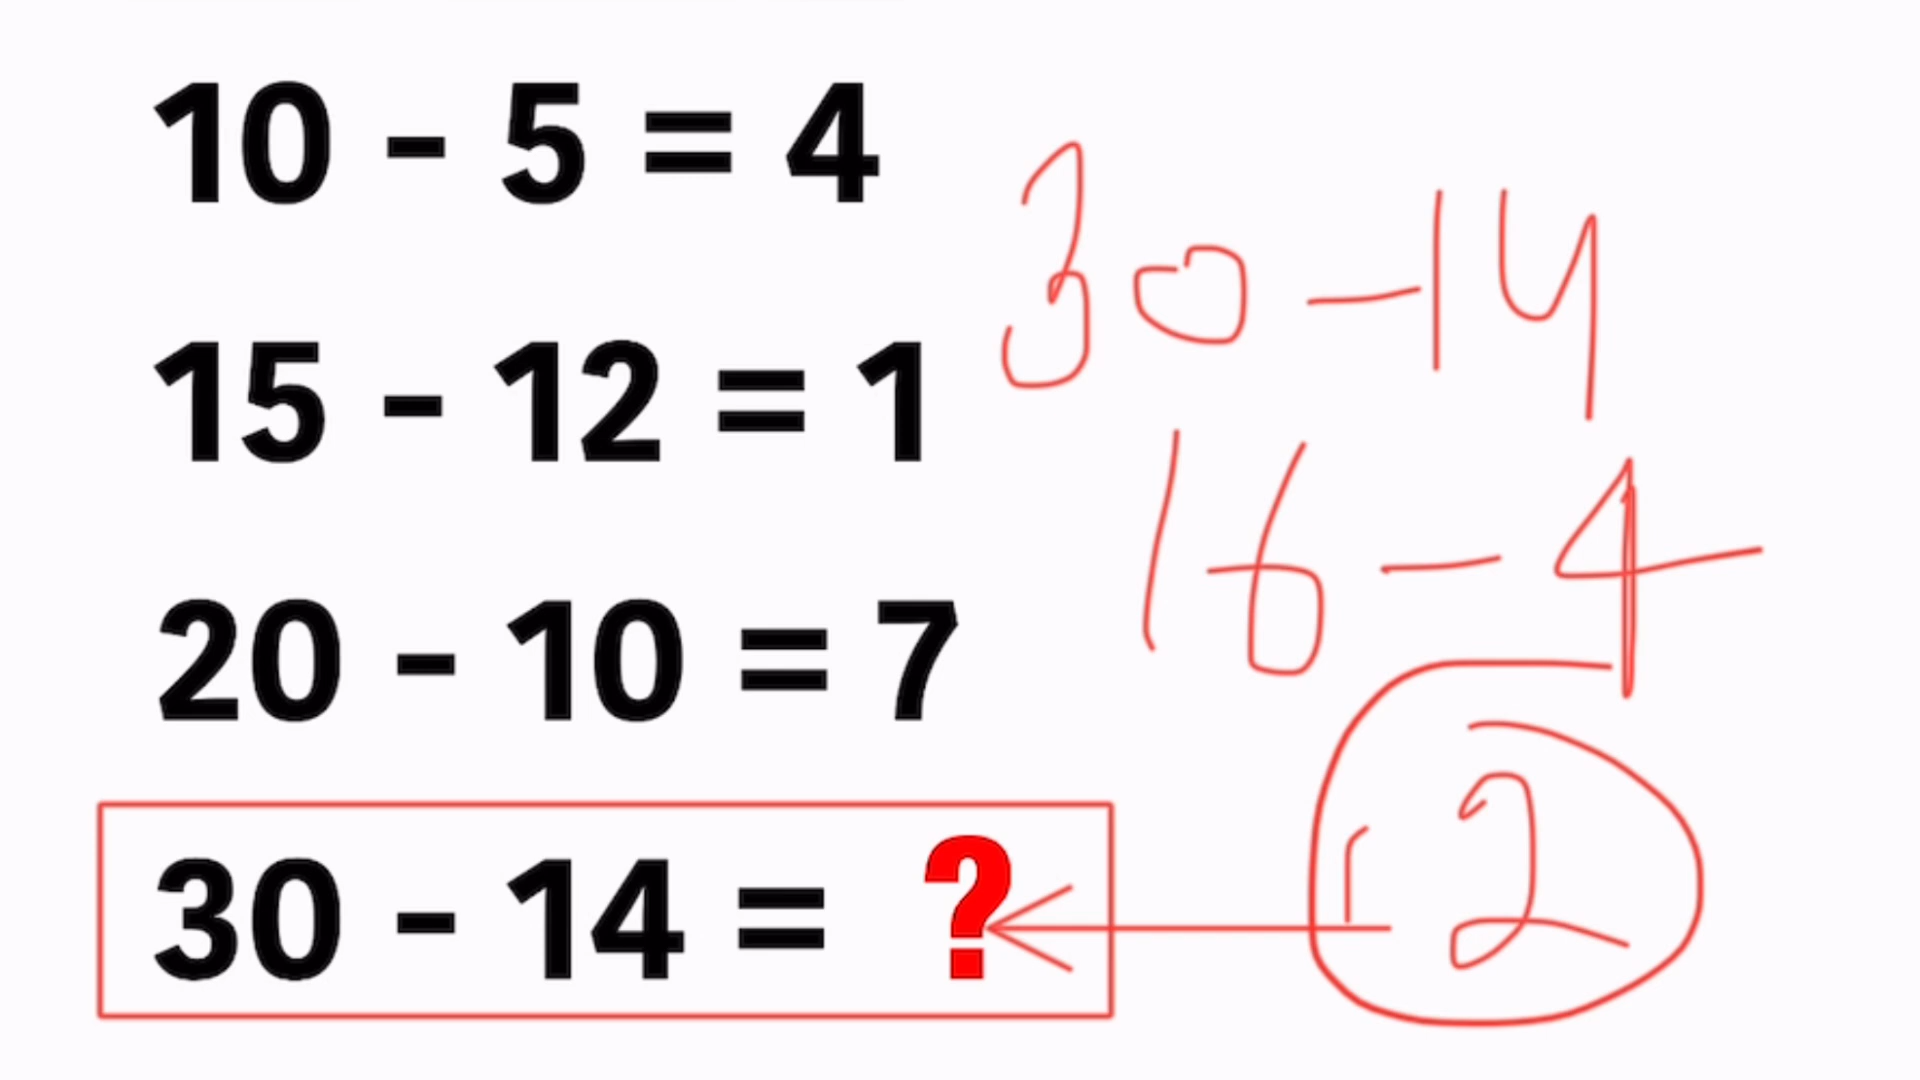 10 - 5 = 4
15 - 12 = 1
20 - 10 = 7
30 - 14 = ?
30 - 14
16 - 4
12